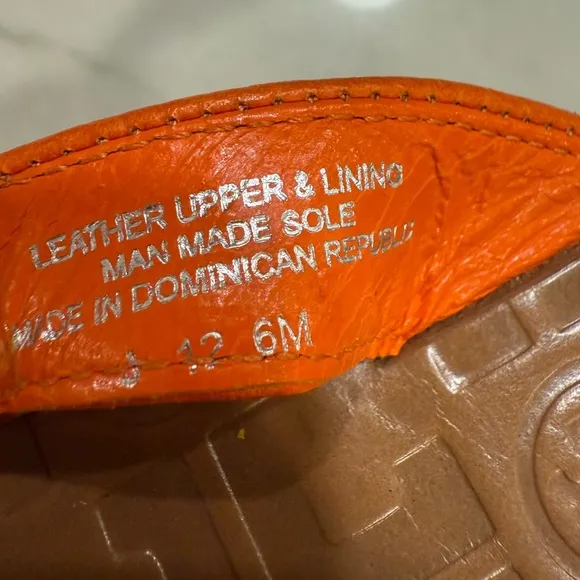 LEATHER UPPER & LINING
MAN MADE SOLE
MADE IN DOMINICAN REPUBLIC
12 6M